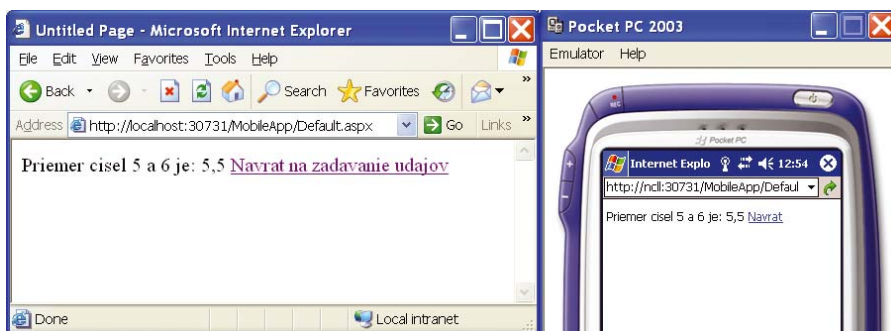 Untitled Page - Microsoft Internet Explorer
File Edit View Favorites Tools Help
Back Search Favorites »
Address http://localhost:30731/MobileApp/Default.aspx Go Links »
Priemer cisel 5 a 6 je: 5,5 Navrat na zadavanie udajov
Done Local intranet
Pocket PC 2003
Emulator Help
REC
Pocket PC
Internet Explo 12:54
http://ncll:30731/MobileApp/Defaul
Priemer cisel 5 a 6 je: 5,5 Navrat